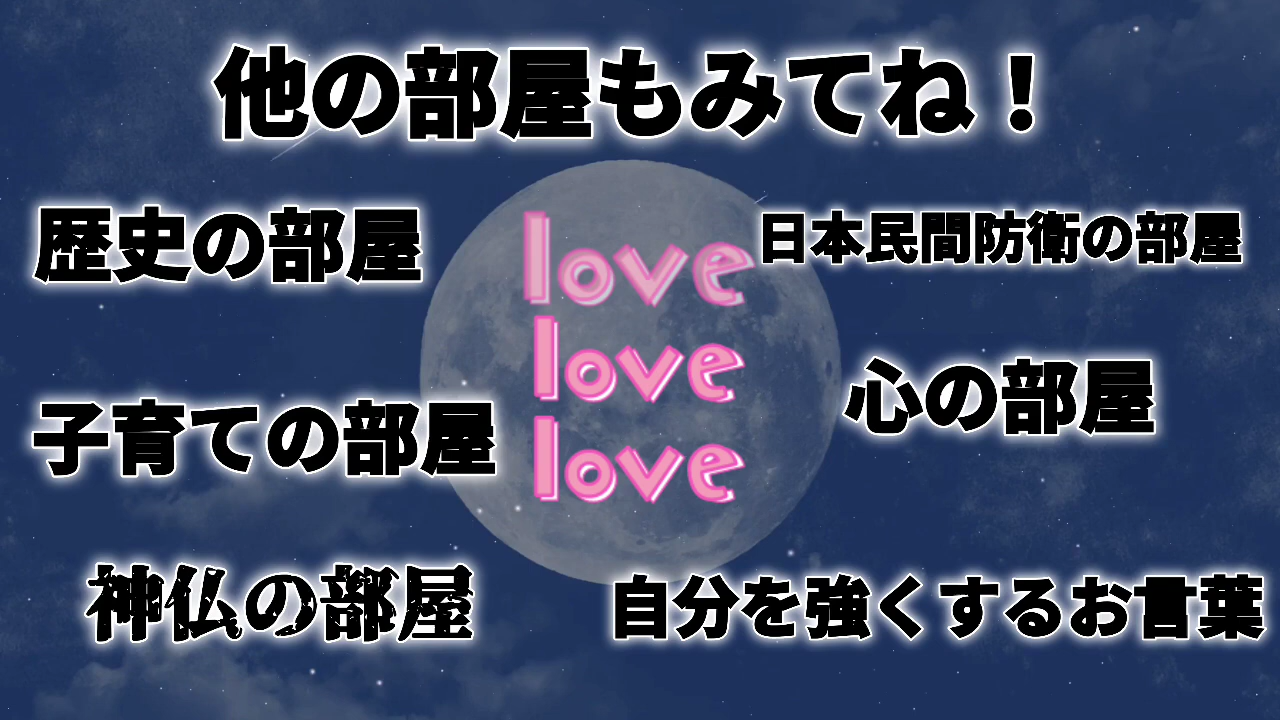 他の部屋もみてね！
歴史の部屋
日本民間防衛の部屋
love
love
love
子育ての部屋
心の部屋
神仏の部屋
自分を強くするお言葉